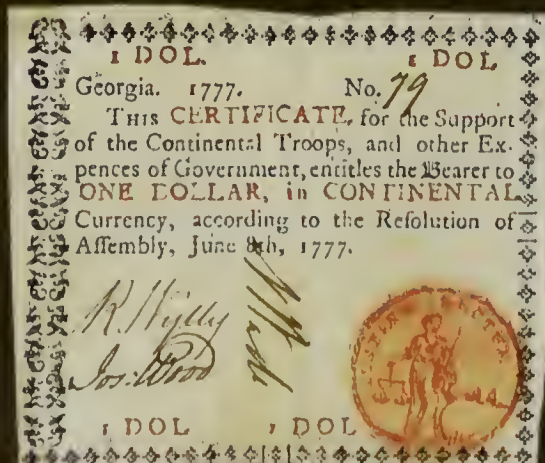 1 DOL. 1 DOL
Georgia. 1777. No. 79
THIS CERTIFICATE, for the Support
of the Continental Troops, and other Ex-
pences of Government, entitles the Bearer to
ONE DOLLAR, in CONTINENTAL
Currency, according to the Reſolution of
Aſſembly, June 8th, 1777.
R. Wylly
Jos: Wood
1 DOL 1 DOL